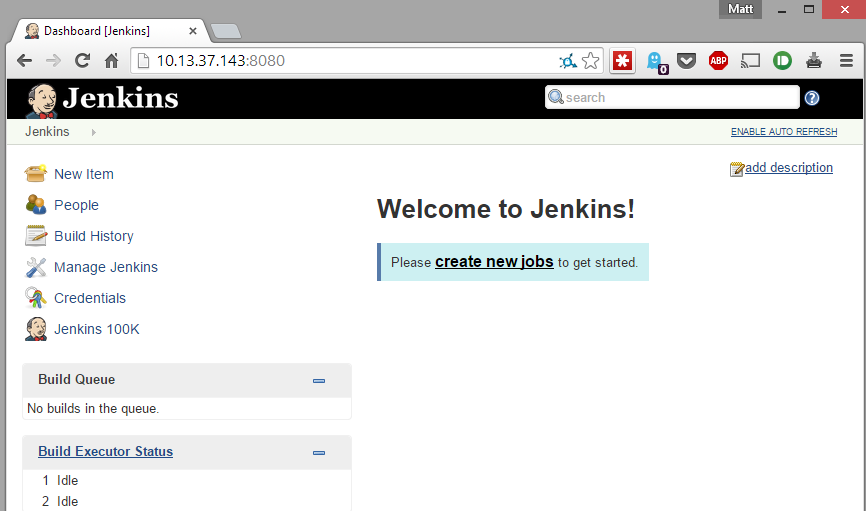 Matt
Dashboard [Jenkins]
10.13.37.143:8080
ABP
0
Jenkins
search
Jenkins
ENABLE AUTO REFRESH
add description
New Item
People
Build History
Manage Jenkins
Credentials
Jenkins 100K
Welcome to Jenkins!
Please create new jobs to get started.
Build Queue
No builds in the queue.
Build Executor Status
1 Idle
2 Idle